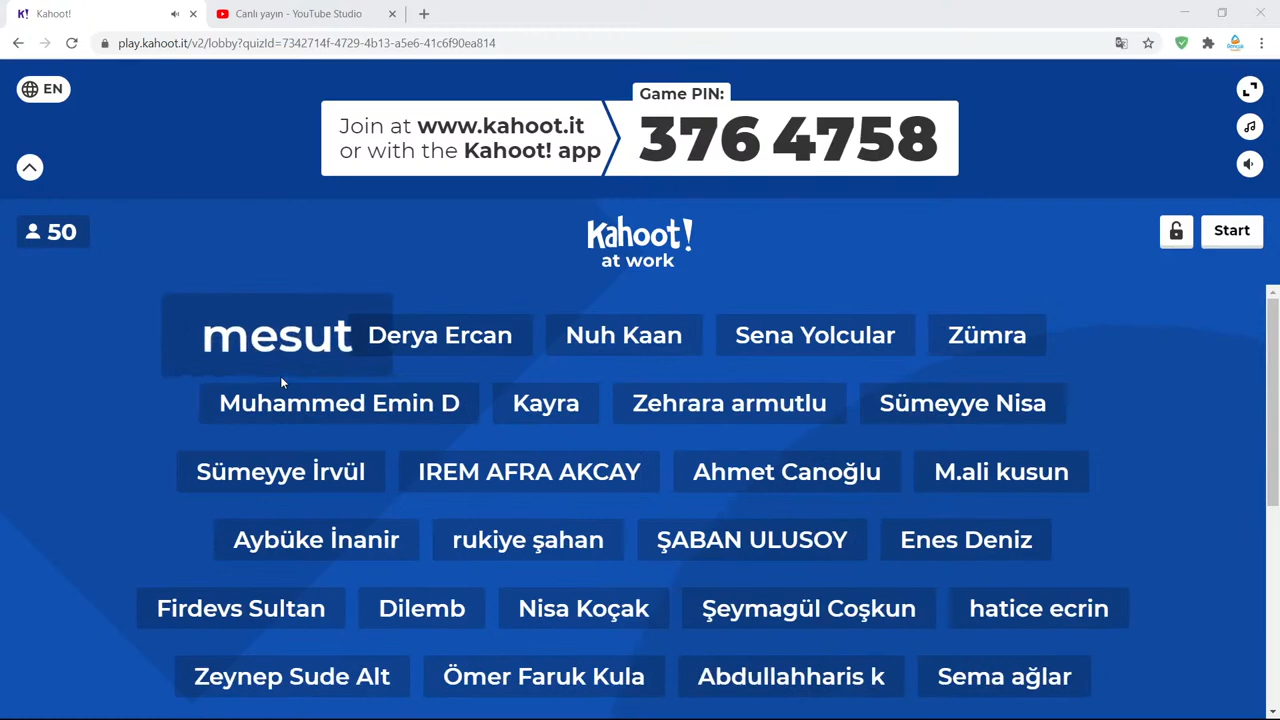 Kahoot!
Canlı yayın - YouTube Studio
play.kahoot.it/v2/lobby?quizId=7342714f-4729-4b13-a5e6-41c6f90ea814
EN
Join at www.kahoot.it
or with the Kahoot! app
Game PIN:
376 4758
50
Kahoot!
at work
Start
mesut Derya Ercan Nuh Kaan Sena Yolcular Zümra
Muhammed Emin D Kayra Zehrara armutlu Sümeyye Nisa
Sümeyye İrvül IREM AFRA AKCAY Ahmet Canoğlu M.ali kusun
Aybüke İnanir rukiye şahan ŞABAN ULUSOY Enes Deniz
Firdevs Sultan Dilemb Nisa Koçak Şeymagül Coşkun hatice ecrin
Zeynep Sude Alt Ömer Faruk Kula Abdullahharis k Sema ağlar